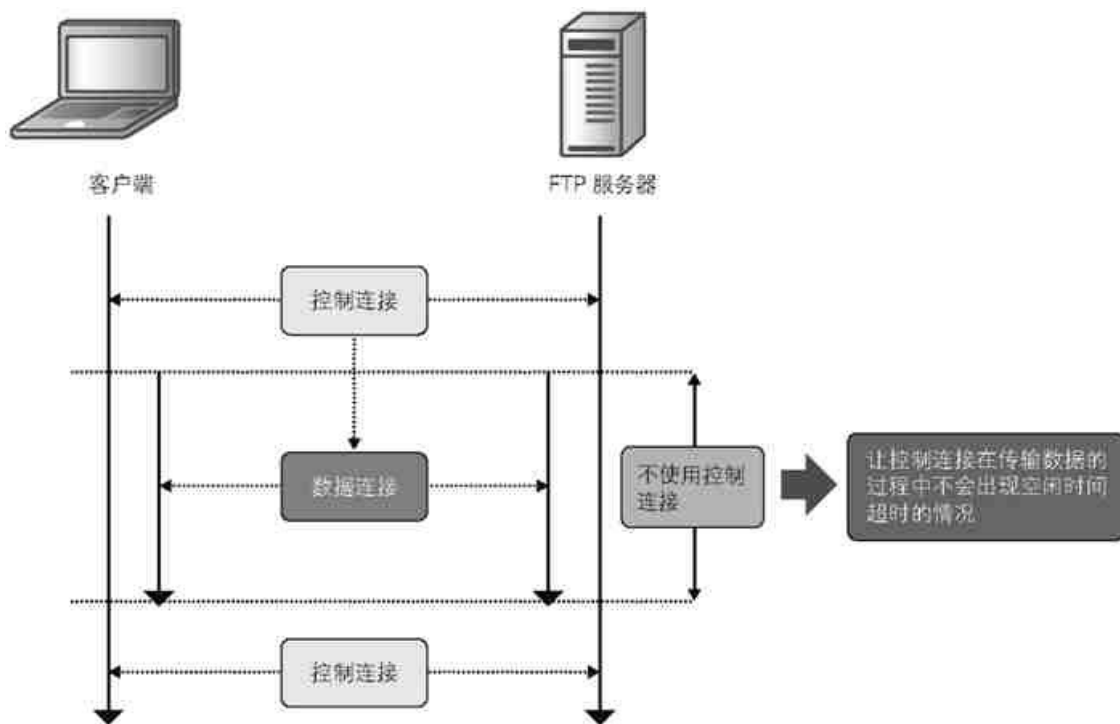 客户端
FTP 服务器
控制连接
数据连接
不使用控制
连接
让控制连接在传输数据的
过程中不会出现空闲时间
超时的情况
控制连接